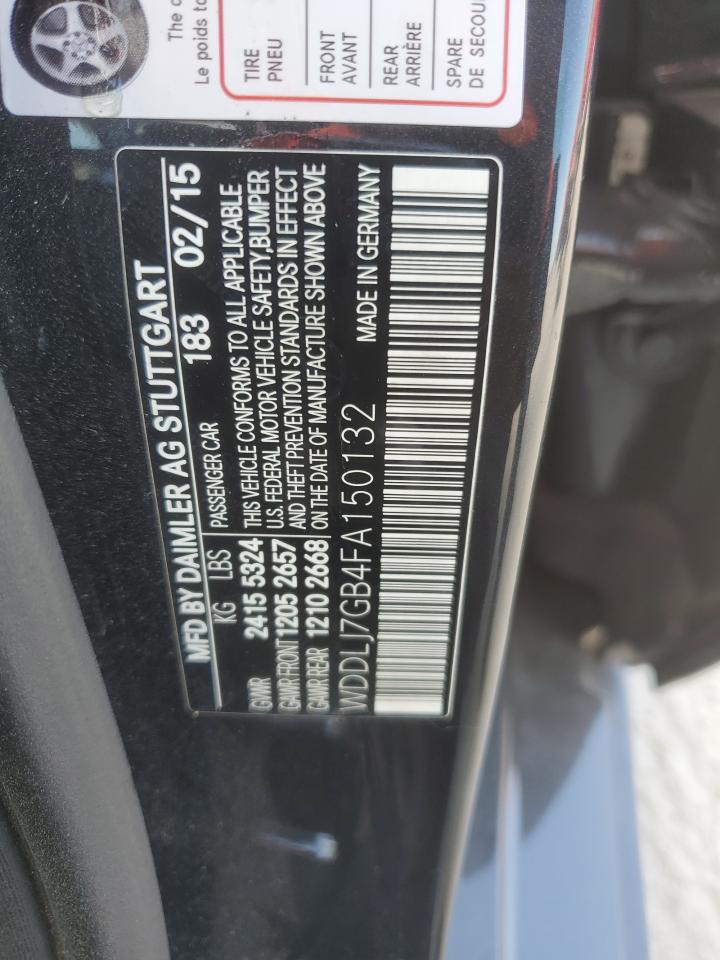 The
Le poids to
TIRE
PNEU
FRONT
AVANT
REAR
ARRIÈRE
SPARE
DE SECOU
MFD BY DAIMLER AG STUTTGART
KG LBS PASSENGER CAR 183 02/15
GVWR 2415 5324 THIS VEHICLE CONFORMS TO ALL APPLICABLE
GAWR FRONT 1205 2657 U.S. FEDERAL MOTOR VEHICLE SAFETY,BUMPER
GAWR REAR 1210 2668 AND THEFT PREVENTION STANDARDS IN EFFECT
ON THE DATE OF MANUFACTURE SHOWN ABOVE
WDDLJ7GB4FA150132 MADE IN GERMANY